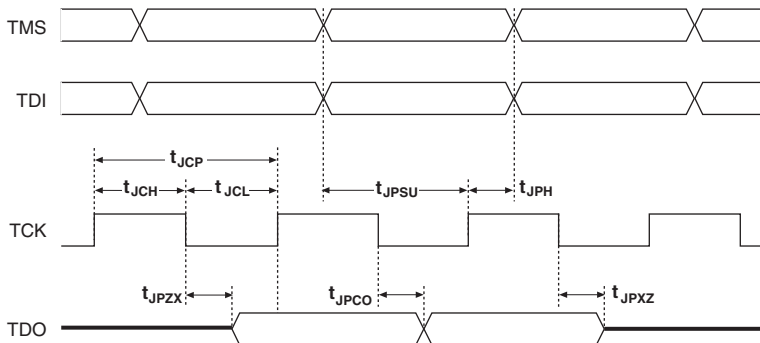 TMS
TDI
tJCP
tJCH tJCL tJPSU tJPH
TCK
tJPZX tJPCO tJPXZ
TDO